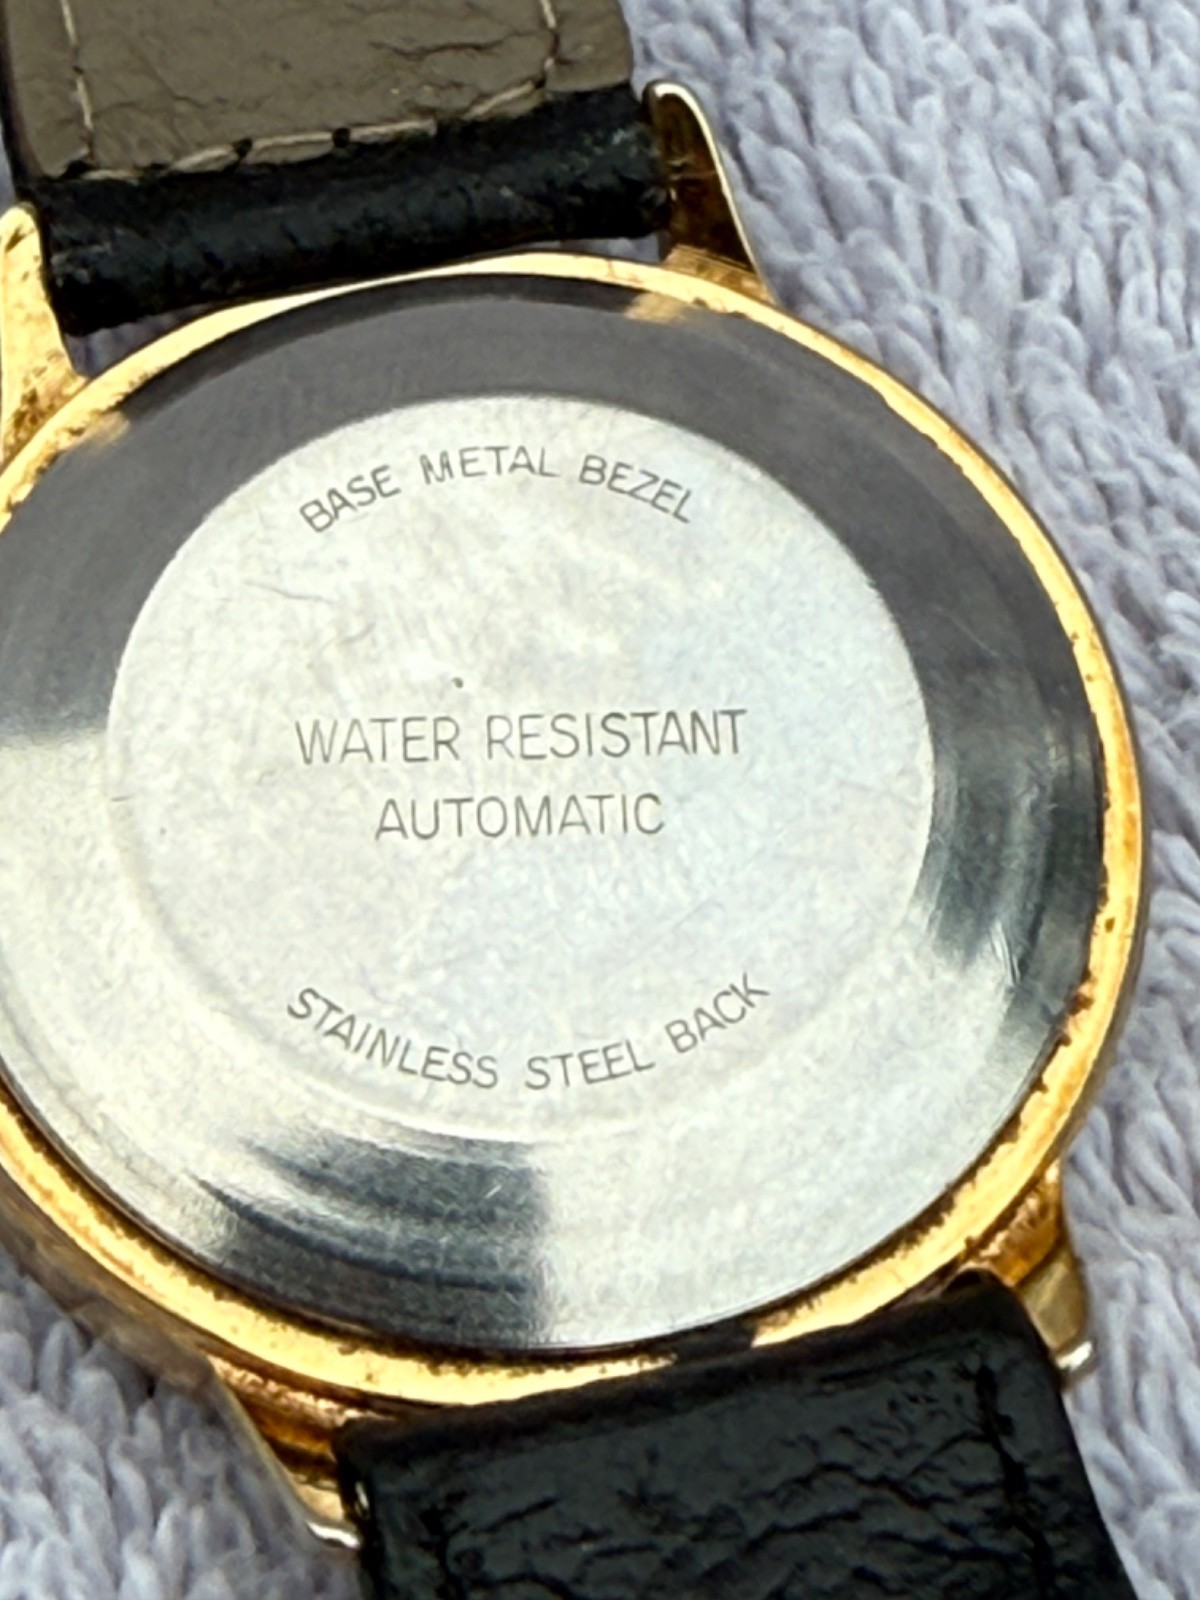 BASE METAL BEZEL
WATER RESISTANT
AUTOMATIC
STAINLESS STEEL BACK